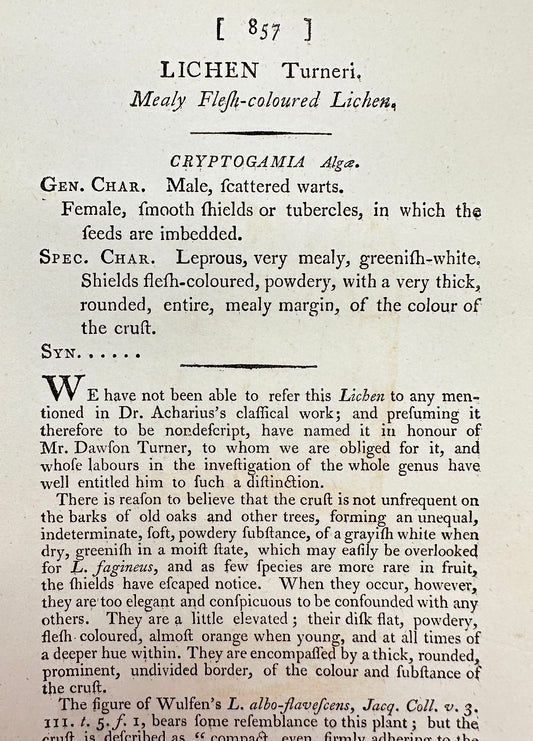 [ 857 ]
LICHEN Turneri.
Mealy Fleſh-coloured Lichen.
CRYPTOGAMIA Algæ.
GEN. CHAR. Male, ſcattered warts.
Female, ſmooth ſhields or tubercles, in which the
ſeeds are imbedded.
SPEC. CHAR. Leprous, very mealy, greeniſh-white.
Shields fleſh-coloured, powdery, with a very thick,
rounded, entire, mealy margin, of the colour of
the cruſt.
SYN. . . . . .
WE have not been able to refer this Lichen to any men-
tioned in Dr. Acharius's claſſical work; and preſuming it
therefore to be nondeſcript, have named it in honour of
Mr. Dawſon Turner, to whom we are obliged for it, and
whoſe labours in the inveſtigation of the whole genus have
well entitled him to ſuch a diſtinction.
There is reaſon to believe that the cruſt is not unfrequent on
the barks of old oaks and other trees, forming an unequal,
indeterminate, ſoft, powdery ſubſtance, of a grayiſh white when
dry, greeniſh in a moiſt ſtate, which may eaſily be overlooked
for L. fagineus, and as few ſpecies are more rare in fruit,
the ſhields have eſcaped notice. When they occur, however,
they are too elegant and conſpicuous to be confounded with any
others. They are a little elevated; their diſk flat, powdery,
fleſh coloured, almoſt orange when young, and at all times of
a deeper hue within. They are encompaſſed by a thick, rounded,
prominent, undivided border, of the colour and ſubſtance of
the cruſt.
The figure of Wulfen's L. albo-flaveſcens, Jacq. Coll. v. 3.
111. t. 5. f. 1, bears ſome reſemblance to this plant; but the
cruſt is deſcribed as "compact, even, firmly adhering to the